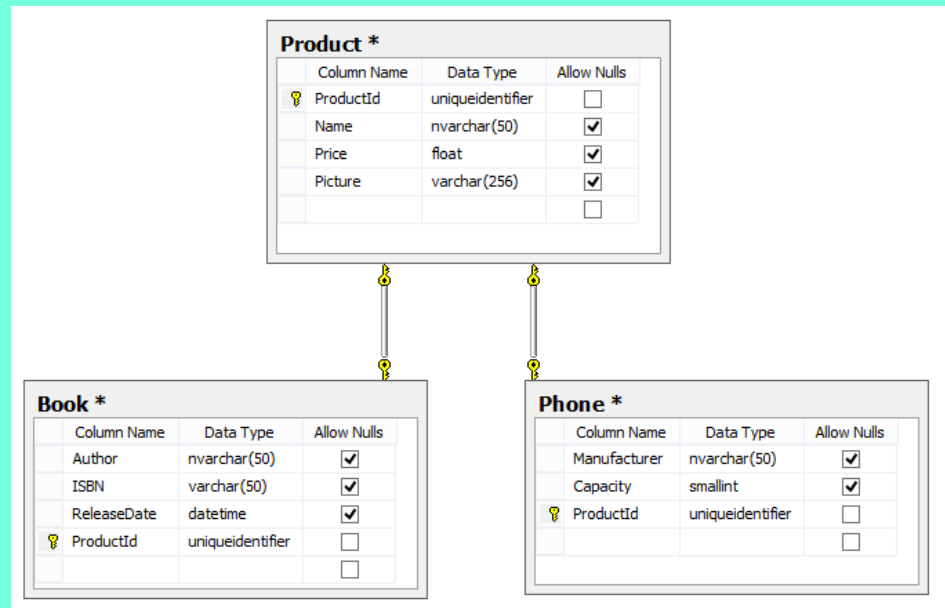 Product *
Column Name Data Type Allow Nulls
ProductId uniqueidentifier
Name nvarchar(50)
Price float
Picture varchar(256)
Book *
Column Name Data Type Allow Nulls
Author nvarchar(50)
ISBN varchar(50)
ReleaseDate datetime
ProductId uniqueidentifier
Phone *
Column Name Data Type Allow Nulls
Manufacturer nvarchar(50)
Capacity smallint
ProductId uniqueidentifier